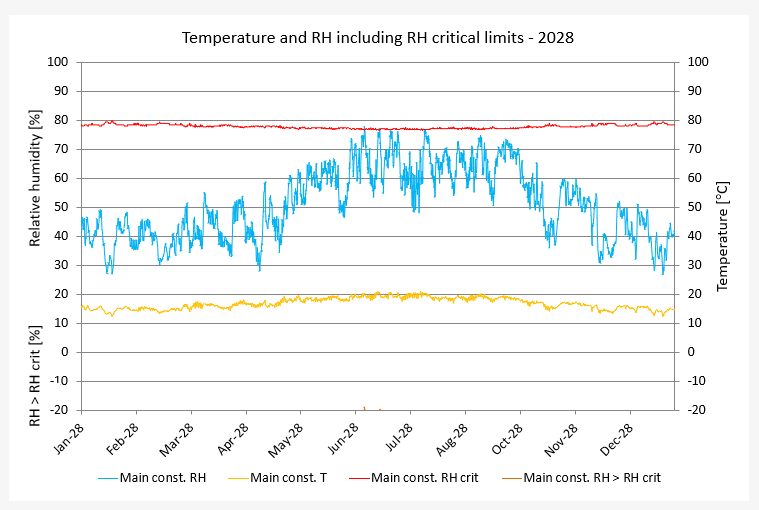 Temperature and RH including RH critical limits - 2028
100
90
80
70
60
50
40
30
20
10
0
-10
-20
Relative humidity [%]
RH > RH crit [%]
100
90
80
70
60
50
40
30
20
10
0
-10
-20
Temperature [°C]
Jan-28
Feb-28
Mar-28
Apr-28
May-28
Jun-28
Jul-28
Aug-28
Oct-28
Nov-28
Dec-28
Main const. RH
Main const. T
Main const. RH crit
Main const. RH > RH crit